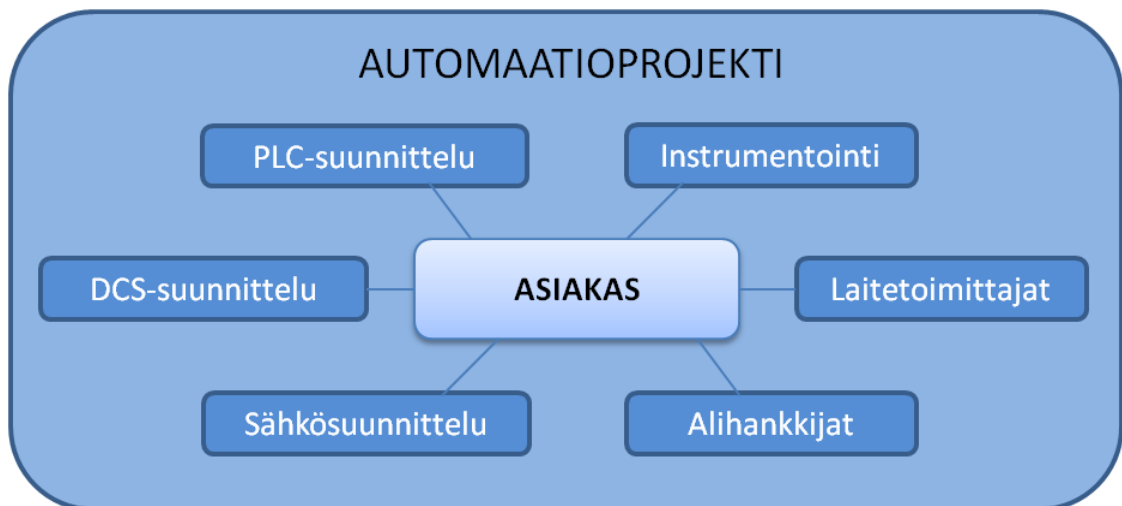 AUTOMAATIOPROJEKTI
PLC-suunnittelu
Instrumentointi
DCS-suunnittelu
ASIAKAS
Laitetoimittajat
Sähkösuunnittelu
Alihankkijat